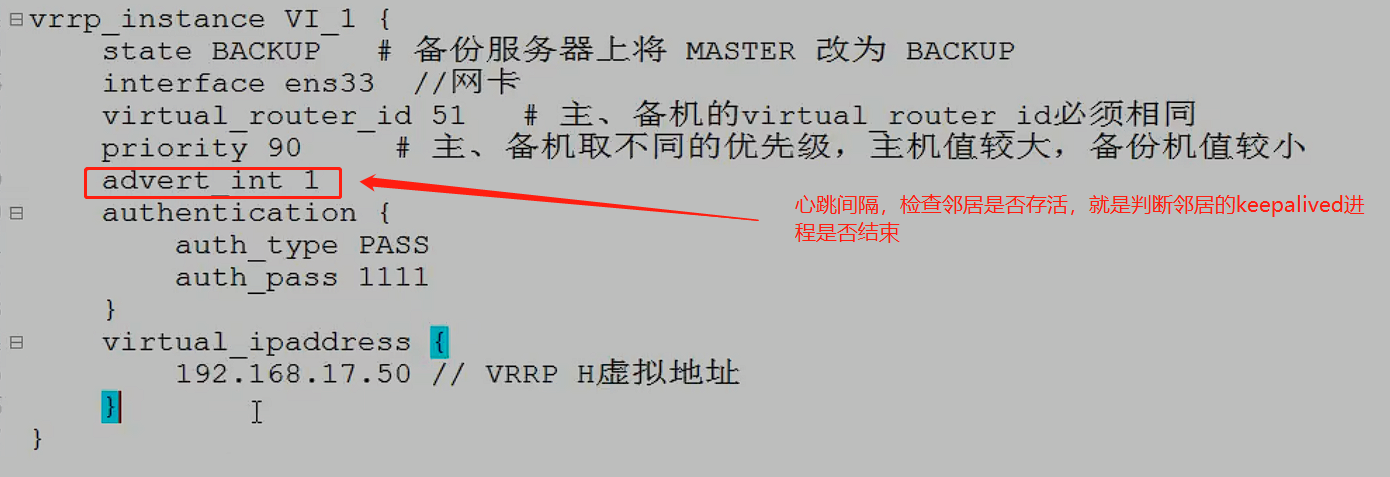 vrrp_instance VI_1 {
state BACKUP # 备份服务器上将 MASTER 改为 BACKUP
interface ens33 //网卡
virtual_router_id 51 # 主、备机的virtual_router_id必须相同
priority 90 # 主、备机取不同的优先级，主机值较大，备份机值较小
advert_int 1
心跳间隔，检查邻居是否存活，就是判断邻居的keepalived进
程是否结束
authentication {
auth_type PASS
auth_pass 1111
}
virtual_ipaddress {
192.168.17.50 // VRRP H虚拟地址
}
}